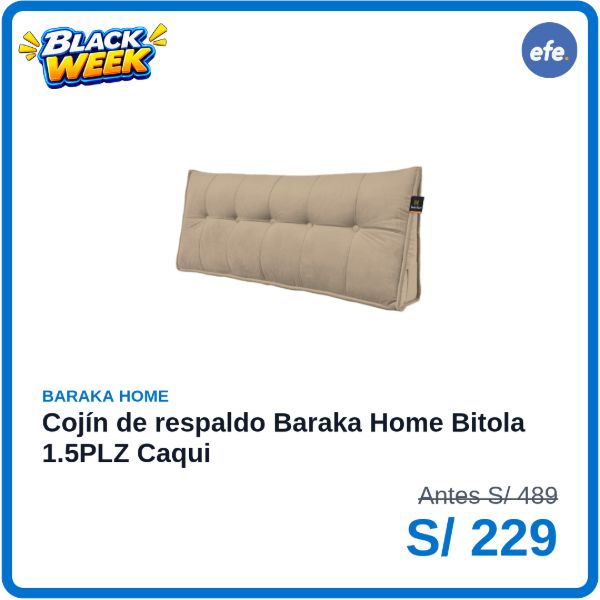 BLACK
WEEK
efe.
BARAKA HOME
Cojín de respaldo Baraka Home Bitola
1.5PLZ Caqui
Antes S/ 489
S/ 229